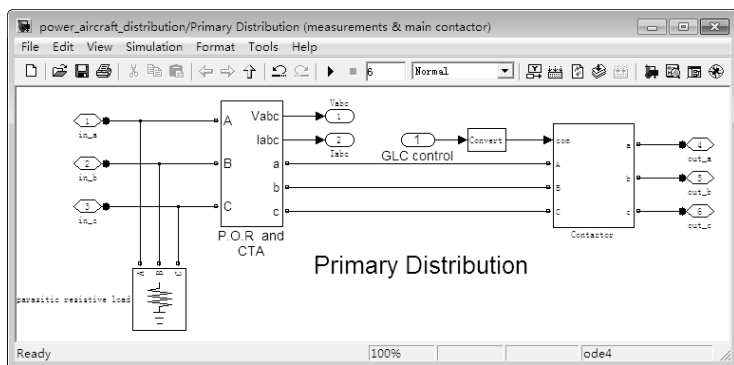 power_aircraft_distribution/Primary Distribution (measurements & main contactor)
File Edit View Simulation Format Tools Help
6 Normal
1
in_a
2
in_b
3
in_c
A
B
C
Vabc
Iabc
a
b
c
P.O.R and
CTA
Vabc
1
2
Iabc
1
GLC control
Convert
con
A
B
C
a
b
c
Contactor
4
out_a
5
out_b
6
out_c
A B C
parasitic resistive load
Primary Distribution
Ready 100% ode4